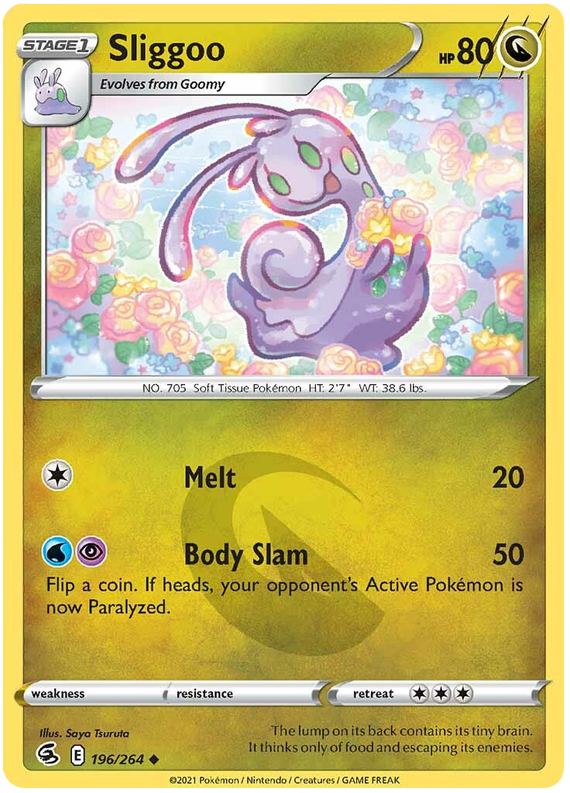 STAGE1
Sliggoo
HP 80
Evolves from Goomy
NO. 705 Soft Tissue Pokémon HT: 2'7" WT: 38.6 lbs.
Melt 20
Body Slam 50
Flip a coin. If heads, your opponent's Active Pokémon is
now Paralyzed.
weakness resistance retreat
Illus. Saya Tsuruta
The lump on its back contains its tiny brain.
It thinks only of food and escaping its enemies.
E 196/264
©2021 Pokémon / Nintendo / Creatures / GAME FREAK